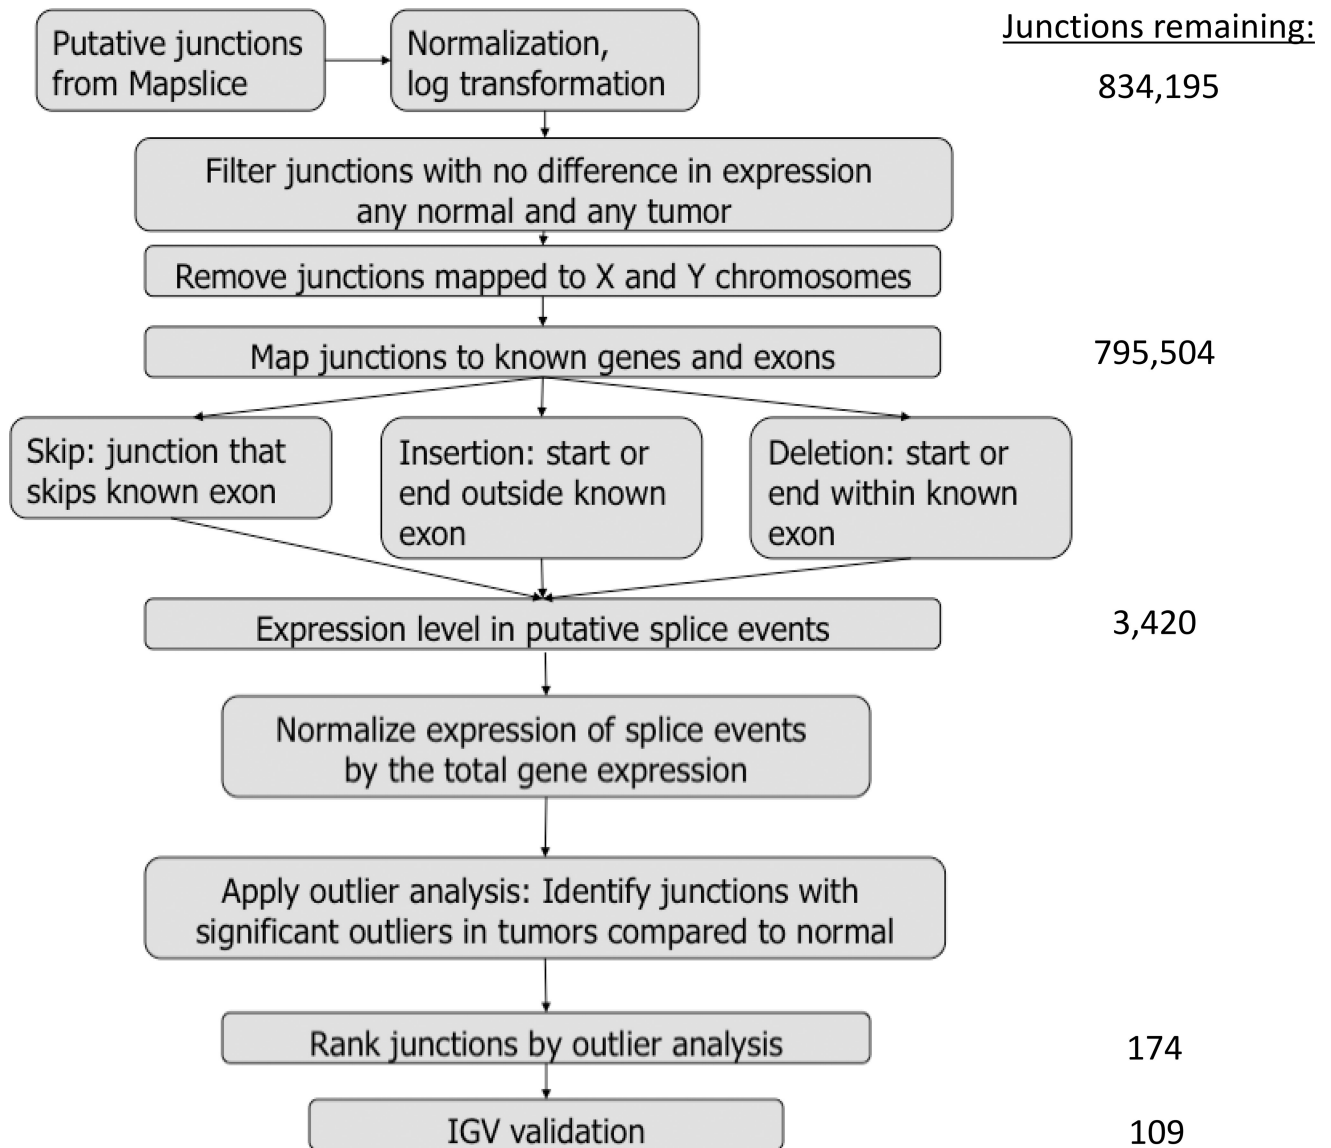 Putative junctions
from Mapslice
Normalization,
log transformation
Junctions remaining:
834,195
Filter junctions with no difference in expression
any normal and any tumor
Remove junctions mapped to X and Y chromosomes
Map junctions to known genes and exons
795,504
Skip: junction that
skips known exon
Insertion: start or
end outside known
exon
Deletion: start or
end within known
exon
Expression level in putative splice events
3,420
Normalize expression of splice events
by the total gene expression
Apply outlier analysis: Identify junctions with
significant outliers in tumors compared to normal
Rank junctions by outlier analysis
174
IGV validation
109